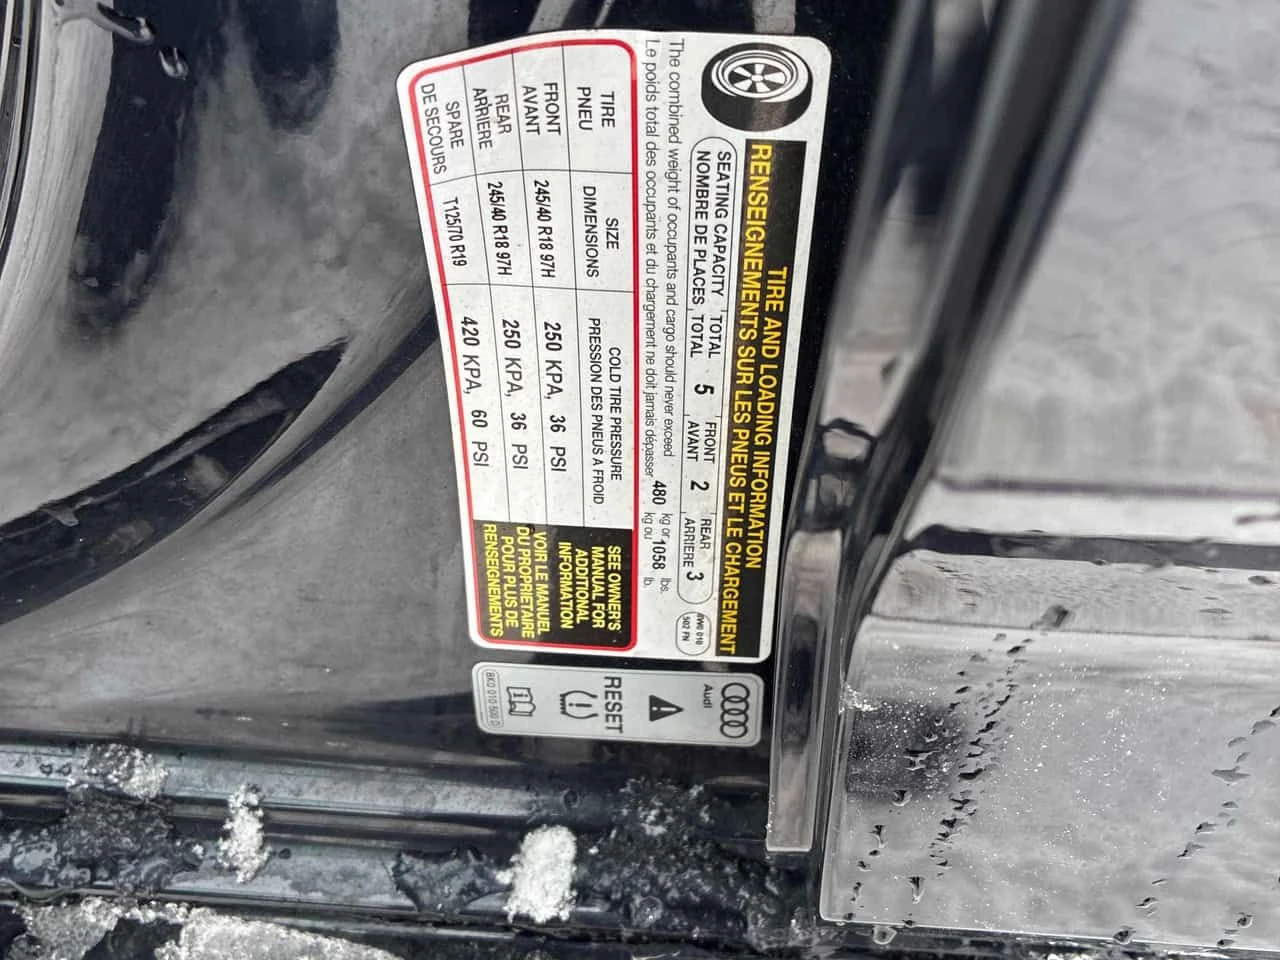 TIRE AND LOADING INFORMATION
RENSEIGNEMENTS SUR LES PNEUS ET LE CHARGEMENT
SEATING CAPACITY TOTAL 5 FRONT 2 REAR 3
NOMBRE DE PLACES TOTAL AVANT ARRIERE
502 FN
The combined weight of occupants and cargo should never exceed 480 kg or 1058 lbs.
Le poids total des occupants et du chargement ne doit jamais dépasser kg ou lb.
TIRE SIZE COLD TIRE PRESSURE
PNEU DIMENSIONS PRESSION DES PNEUS A FROID
FRONT 245/40 R18 97H 250 KPA, 36 PSI
AVANT
REAR 245/40 R18 97H 250 KPA, 36 PSI
ARRIERE
SPARE T125/70 R19 420 KPA, 60 PSI
DE SECOURS
SEE OWNER'S
MANUAL FOR
ADDITIONAL
INFORMATION
VOIR LE MANUEL
DU PROPRIETAIRE
POUR PLUS DE
RENSEIGNEMENTS
Audi
RESET
8K0 010 500 D